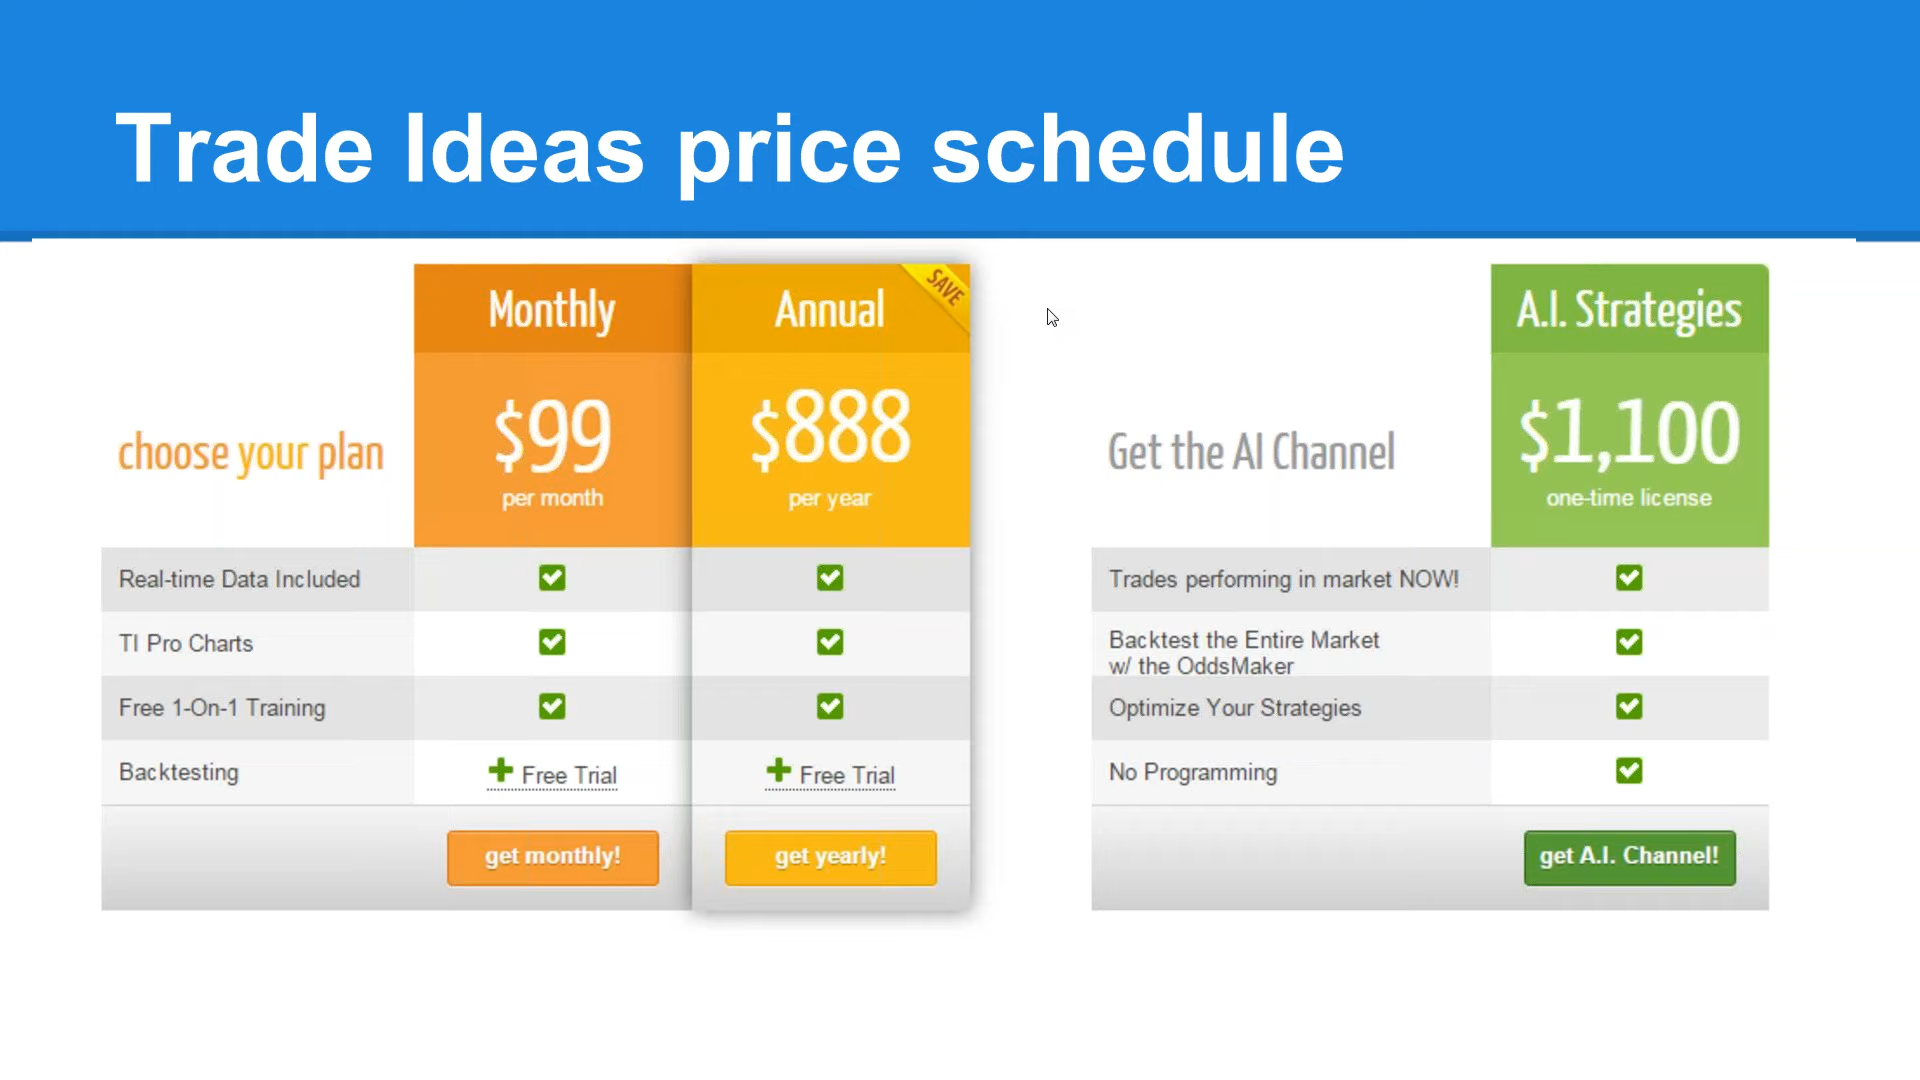 Trade Ideas price schedule
choose your plan
Monthly
$99
per month
Annual
SAVE
$888
per year
Real-time Data Included
TI Pro Charts
Free 1-On-1 Training
Backtesting
Free Trial
Free Trial
get monthly!
get yearly!
Get the AI Channel
A.I. Strategies
$1,100
one-time license
Trades performing in market NOW!
Backtest the Entire Market
w/ the OddsMaker
Optimize Your Strategies
No Programming
get A.I. Channel!